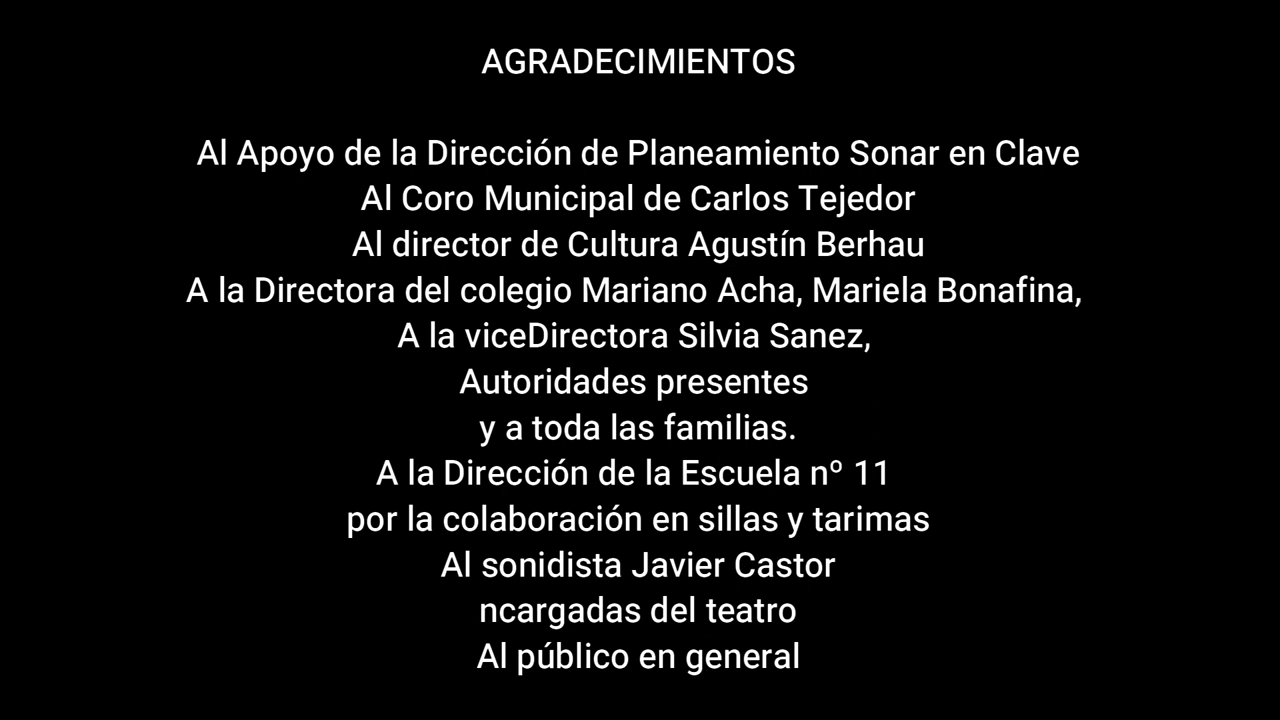 AGRADECIMIENTOS
Al Apoyo de la Dirección de Planeamiento Sonar en Clave
Al Coro Municipal de Carlos Tejedor
Al director de Cultura Agustín Berhau
A la Directora del colegio Mariano Acha, Mariela Bonafina,
A la viceDirectora Silvia Sanez,
Autoridades presentes
y a toda las familias.
A la Dirección de la Escuela nº 11
por la colaboración en sillas y tarimas
Al sonidista Javier Castor
ncargadas del teatro
Al público en general